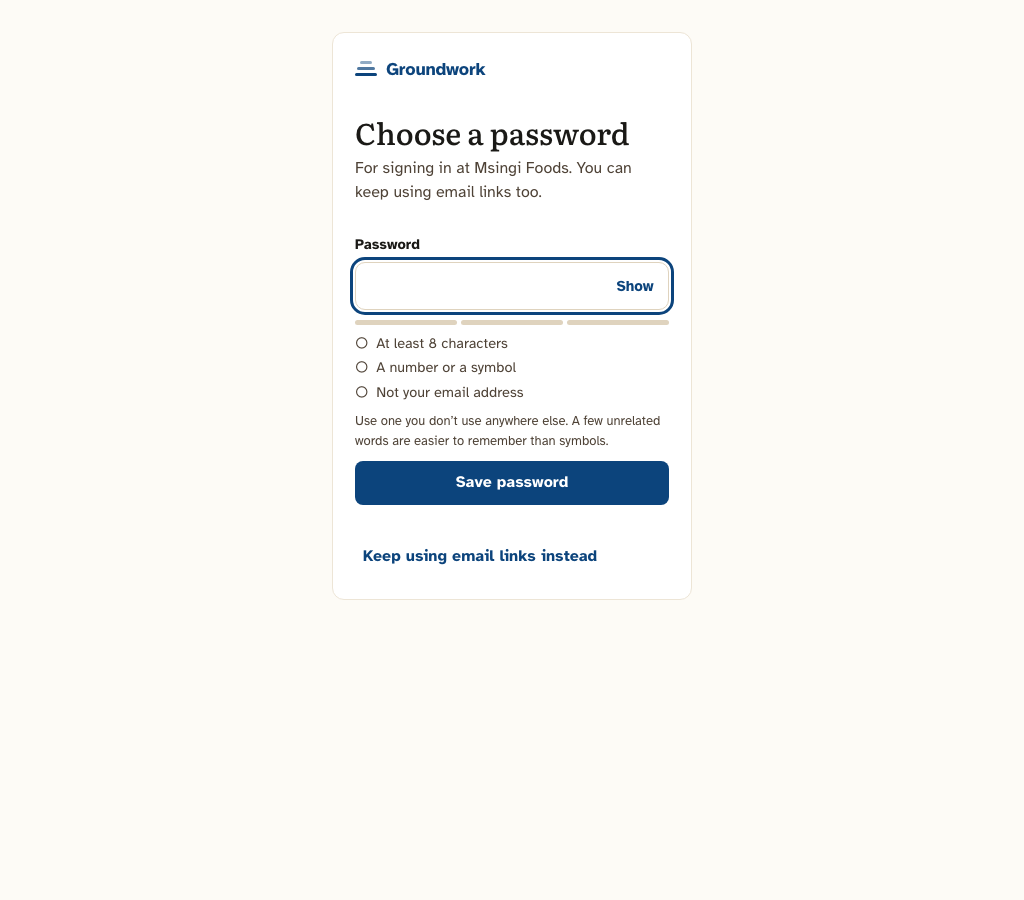 Groundwork
Choose a password
For signing in at Msingi Foods. You can
keep using email links too.
Password
Show
At least 8 characters
A number or a symbol
Not your email address
Use one you don’t use anywhere else. A few unrelated
words are easier to remember than symbols.
Save password
Keep using email links instead